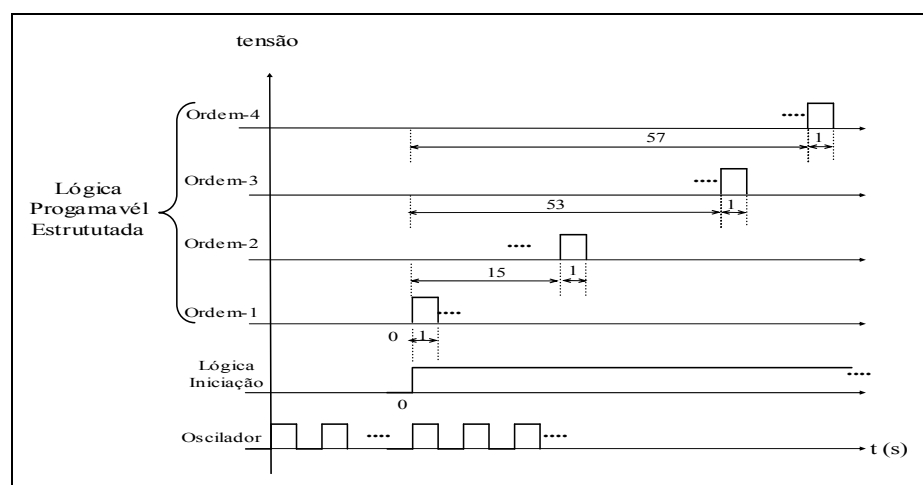 tensão
Ordem-4
57
1
Ordem-3
53
1
Lógica
Progamavél
Estrututada
Ordem-2
15
1
Ordem-1
0
1
Lógica
Iniciação
0
Oscilador
t (s)